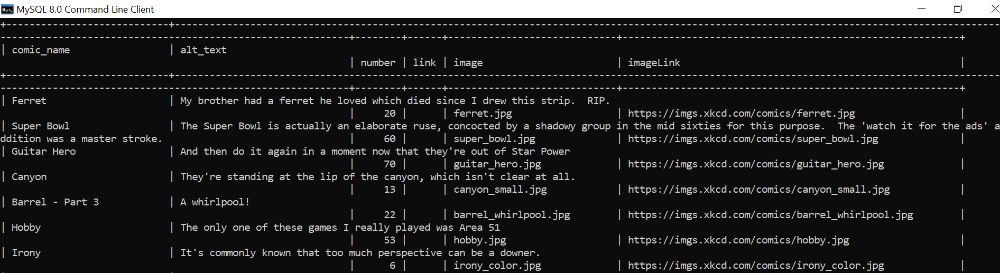 MySQL 8.0 Command Line Client
+----------------------------+--------------------------------------------------------------------------------------------------------------------------------------------
------------------------------------------------------------+--------+------+-----------------------------+----------------------------------------------------------+
| comic_name                 | alt_text
                                                            | number | link | image                       | imageLink                                                |
+----------------------------+--------------------------------------------------------------------------------------------------------------------------------------------
------------------------------------------------------------+--------+------+-----------------------------+----------------------------------------------------------+
| Ferret                     | My brother had a ferret he loved which died since I drew this strip.  RIP.
                                                            |     20 |      | ferret.jpg                  | https://imgs.xkcd.com/comics/ferret.jpg                  |
| Super Bowl                 | The Super Bowl is actually an elaborate ruse, concocted by a shadowy group in the mid sixties for this purpose.  The 'watch it for the ads' a
ddition was a master stroke.                                |     60 |      | super_bowl.jpg              | https://imgs.xkcd.com/comics/super_bowl.jpg              |
| Guitar Hero                | And then do it again in a moment now that they're out of Star Power
                                                            |     70 |      | guitar_hero.jpg             | https://imgs.xkcd.com/comics/guitar_hero.jpg             |
| Canyon                     | They're standing at the lip of the canyon, which isn't clear at all.
                                                            |     13 |      | canyon_small.jpg            | https://imgs.xkcd.com/comics/canyon_small.jpg            |
| Barrel - Part 3            | A whirlpool!
                                                            |     22 |      | barrel_whirlpool.jpg        | https://imgs.xkcd.com/comics/barrel_whirlpool.jpg        |
| Hobby                      | The only one of these games I really played was Area 51
                                                            |     53 |      | hobby.jpg                   | https://imgs.xkcd.com/comics/hobby.jpg                   |
| Irony                      | It's commonly known that too much perspective can be a downer.
                                                            |      6 |      | irony_color.jpg             | https://imgs.xkcd.com/comics/irony_color.jpg             |